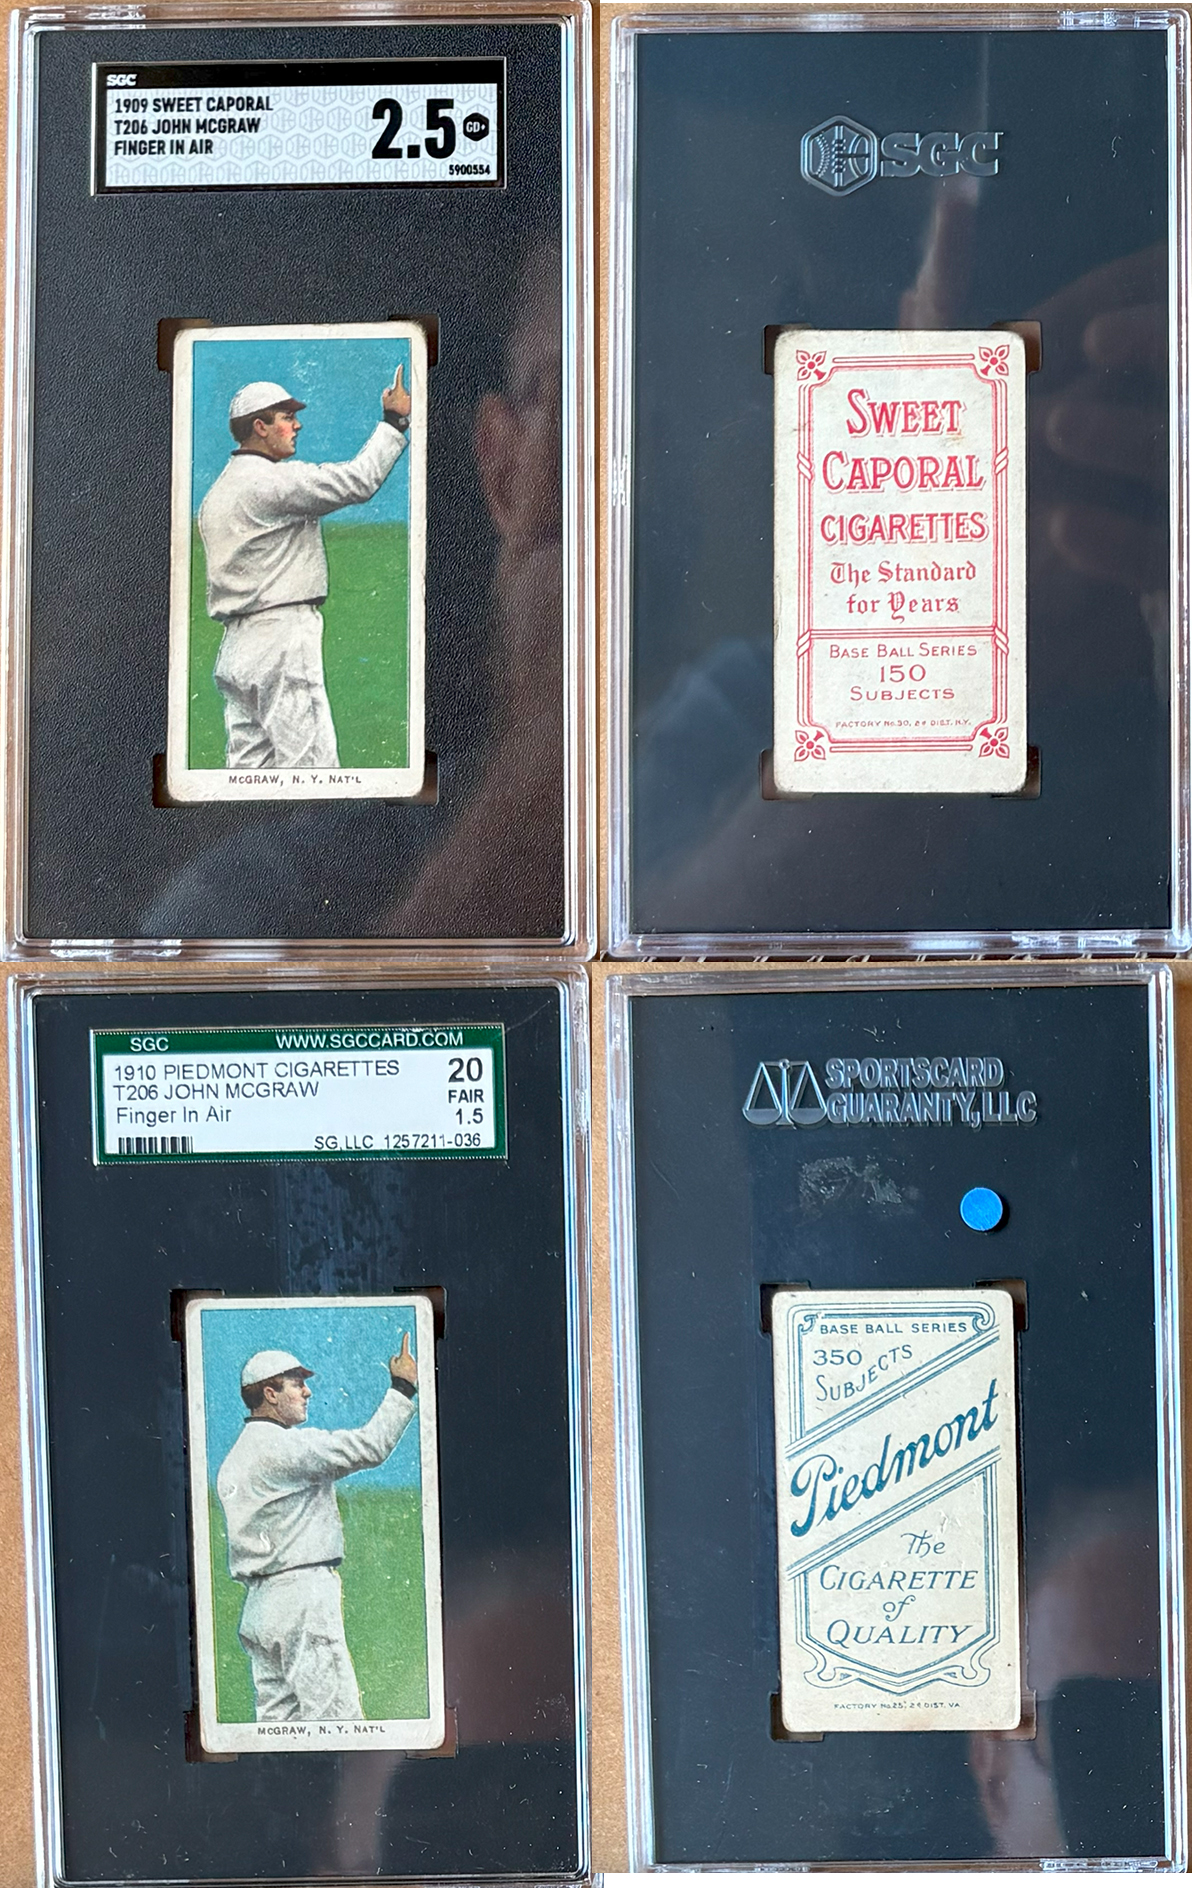 SGC
1909 SWEET CAPORAL
T206 JOHN MCGRAW
FINGER IN AIR
2.5
GD+
5900554
MCGRAW, N. Y. NAT'L
SGC
SWEET
CAPORAL
CIGARETTES
The Standard
for Years
BASE BALL SERIES
150
SUBJECTS
FACTORY No. 30, 2d DIST. N.Y.
SGC WWW.SGCCARD.COM
1910 PIEDMONT CIGARETTES
T206 JOHN MCGRAW
Finger In Air
20
FAIR
1.5
SG,LLC 1257211-036
MCGRAW, N. Y. NAT'L
SPORTSCARD
GUARANTY, LLC
BASE BALL SERIES
350
SUBJECTS
Piedmont
The
CIGARETTE
of
QUALITY
FACTORY No 25, 2d DIST. VA.